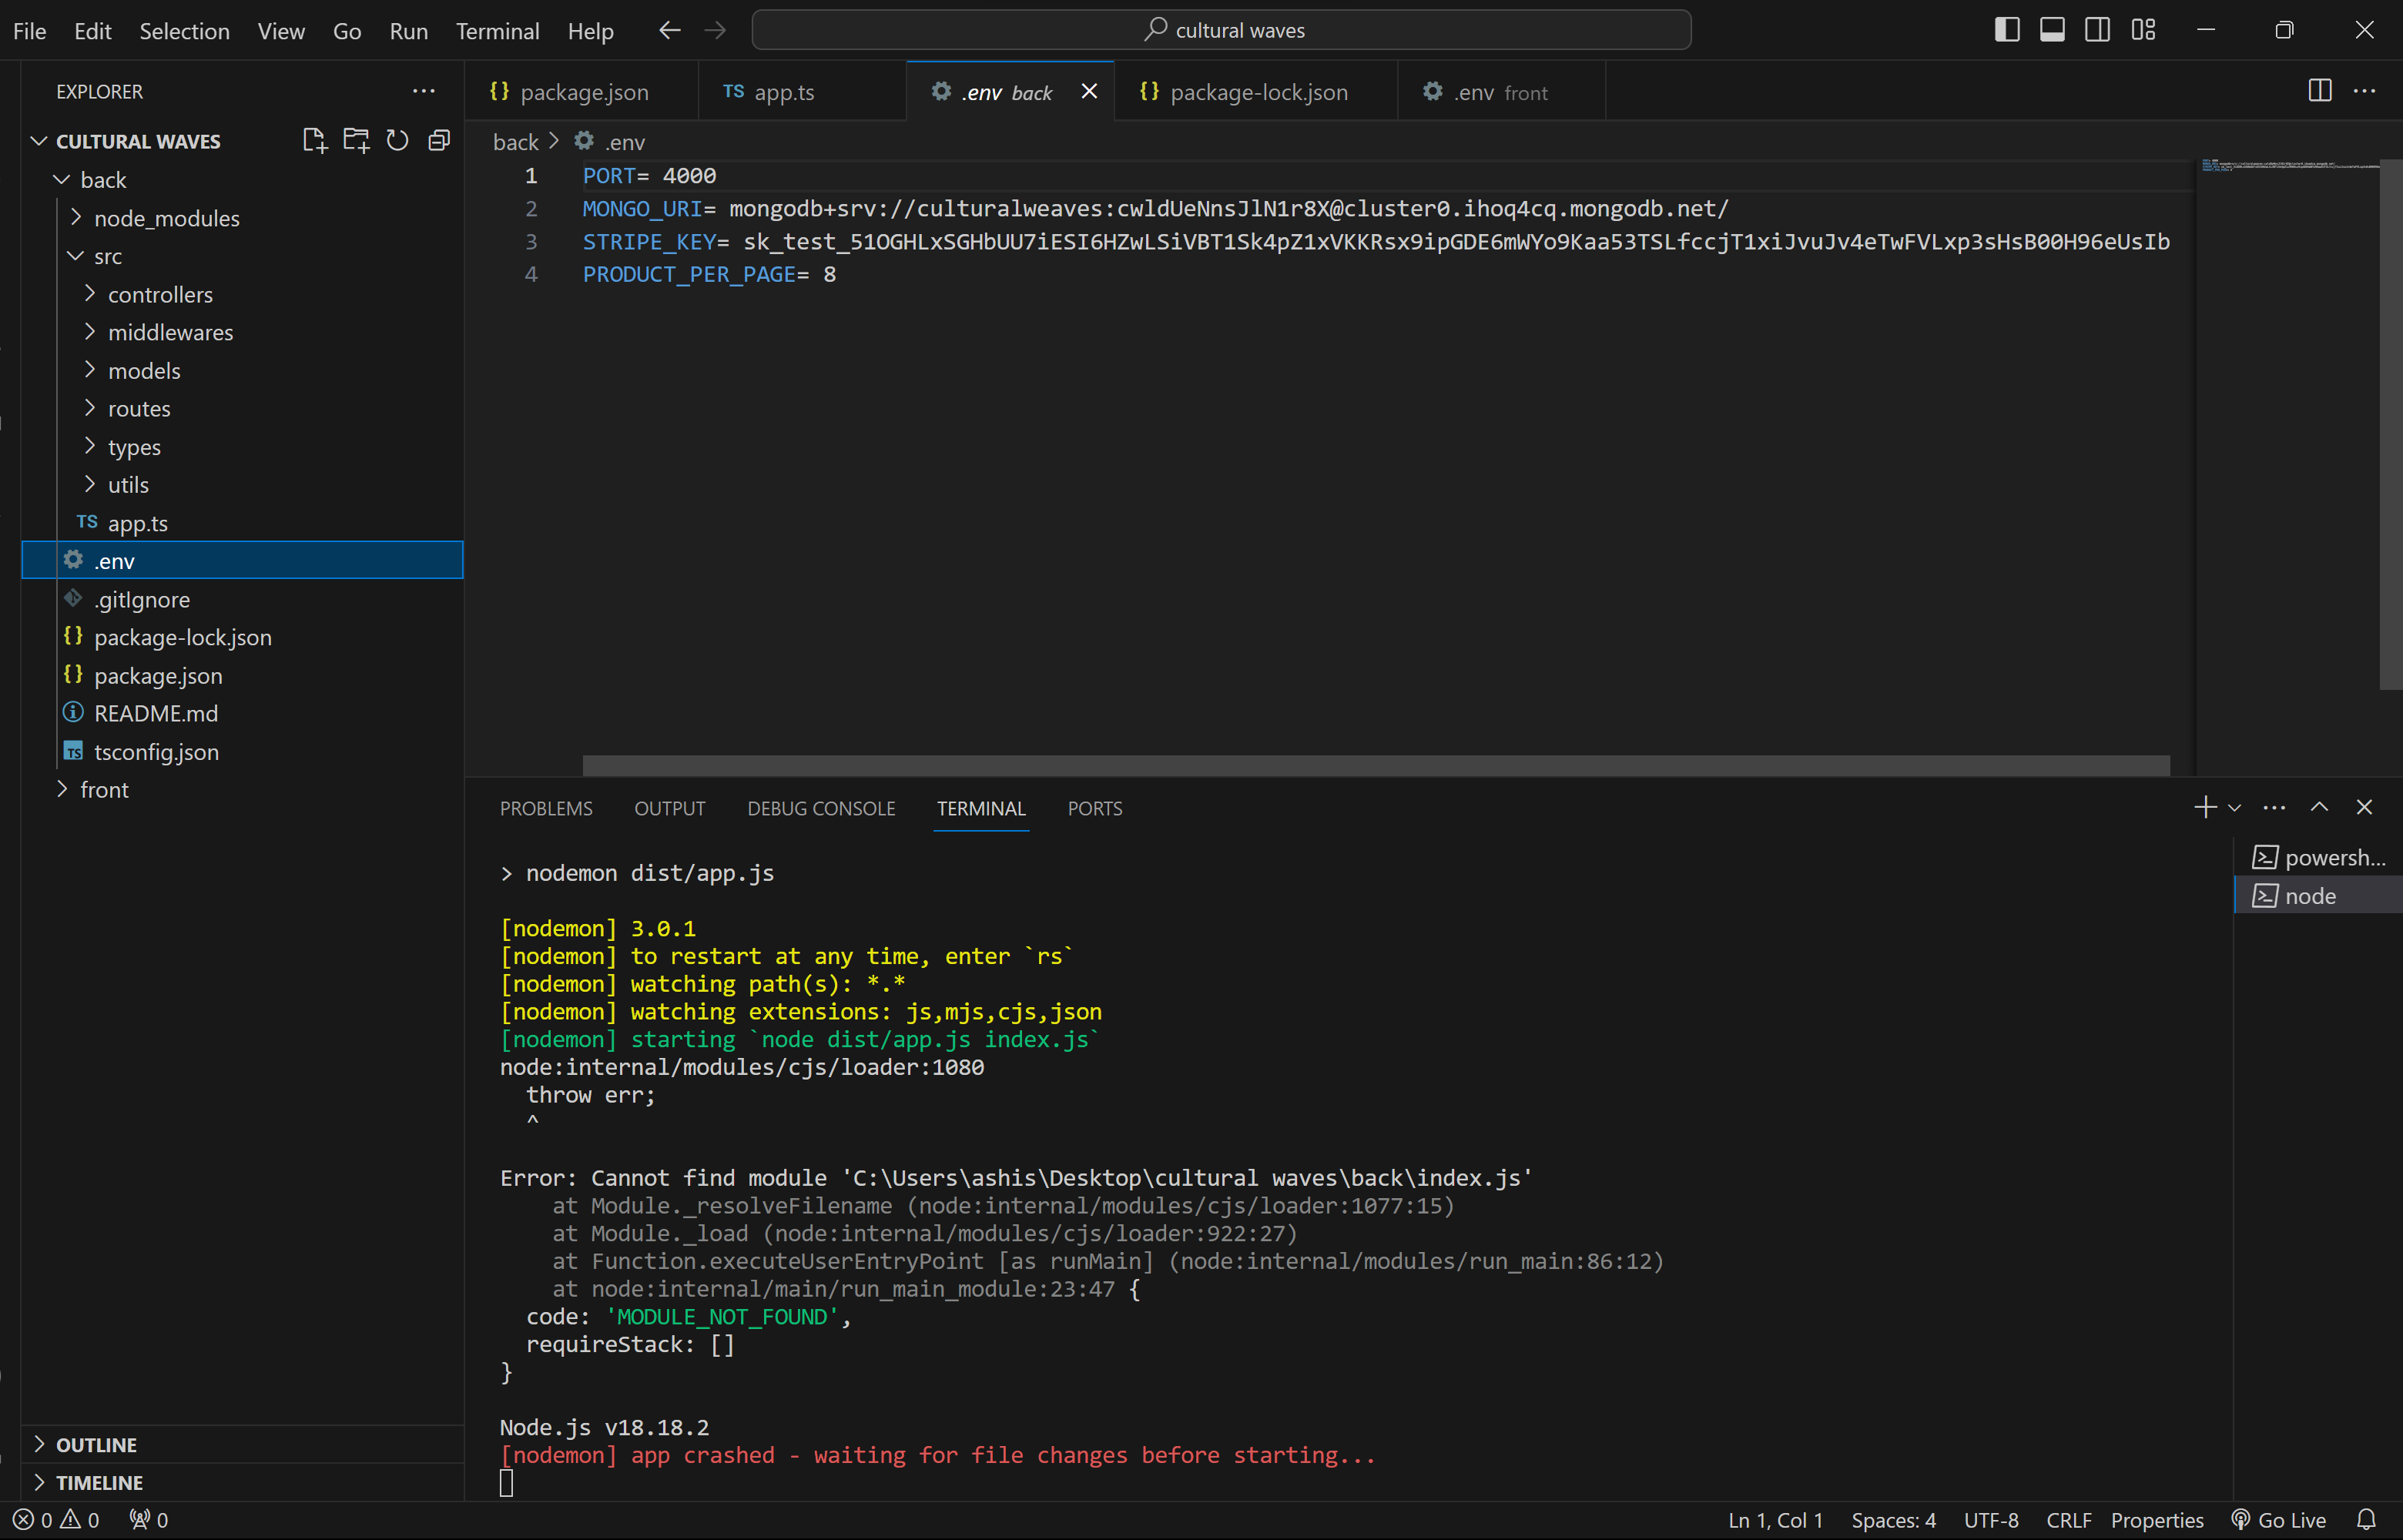 File Edit Selection View Go Run Terminal Help cultural waves
EXPLORER
CULTURAL WAVES
back
node_modules
src
controllers
middlewares
models
routes
types
utils
TS app.ts
.env
.gitIgnore
{} package-lock.json
{} package.json
README.md
TS tsconfig.json
front
OUTLINE
TIMELINE
{} package.json TS app.ts .env back {} package-lock.json .env front
back > .env
1 PORT= 4000
2 MONGO_URI= mongodb+srv://culturalweaves:cwldUeNnsJlN1r8X@cluster0.ihoq4cq.mongodb.net/
3 STRIPE_KEY= sk_test_51OGHLxSGHbUU7iESI6HZwLSiVBT1Sk4pZ1xVKKRsx9ipGDE6mWYo9Kaa53TSLfccjT1xiJvuJv4eTwFVLxp3sHsB00H96eUsIb
4 PRODUCT_PER_PAGE= 8
PROBLEMS OUTPUT DEBUG CONSOLE TERMINAL PORTS
> nodemon dist/app.js
[nodemon] 3.0.1
[nodemon] to restart at any time, enter `rs`
[nodemon] watching path(s): *.*
[nodemon] watching extensions: js,mjs,cjs,json
[nodemon] starting `node dist/app.js index.js`
node:internal/modules/cjs/loader:1080
throw err;
^
Error: Cannot find module 'C:\Users\ashis\Desktop\cultural waves\back\index.js'
at Module._resolveFilename (node:internal/modules/cjs/loader:1077:15)
at Module._load (node:internal/modules/cjs/loader:922:27)
at Function.executeUserEntryPoint [as runMain] (node:internal/modules/run_main:86:12)
at node:internal/main/run_main_module:23:47 {
code: 'MODULE_NOT_FOUND',
requireStack: []
}
Node.js v18.18.2
[nodemon] app crashed - waiting for file changes before starting...
powersh...
node
0 0 0 Ln 1, Col 1 Spaces: 4 UTF-8 CRLF Properties Go Live